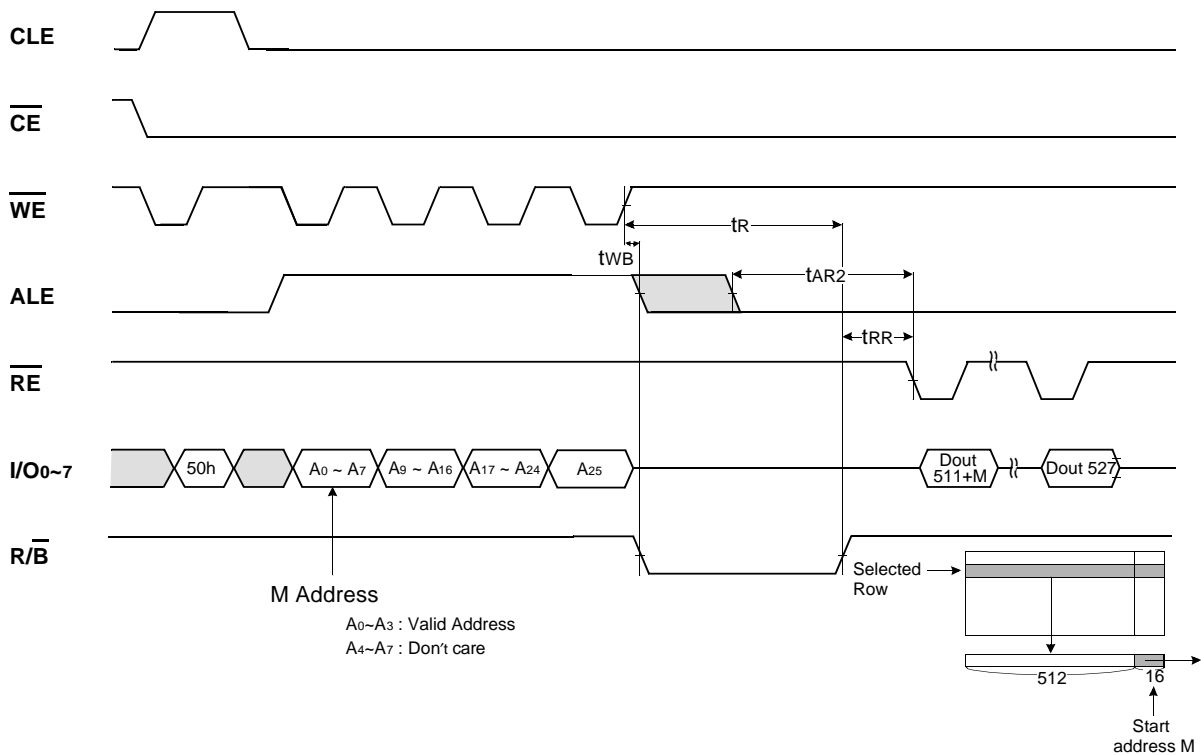 CLE
CE
WE
tR
tWB
tAR2
ALE
tRR
RE
I/O0~7
50h
A0 ~ A7
A9 ~ A16
A17 ~ A24
A25
Dout
511+M
Dout 527
R/B
M Address
A0~A3 : Valid Address
A4~A7 : Don't care
Selected
Row
512
16
Start
address M